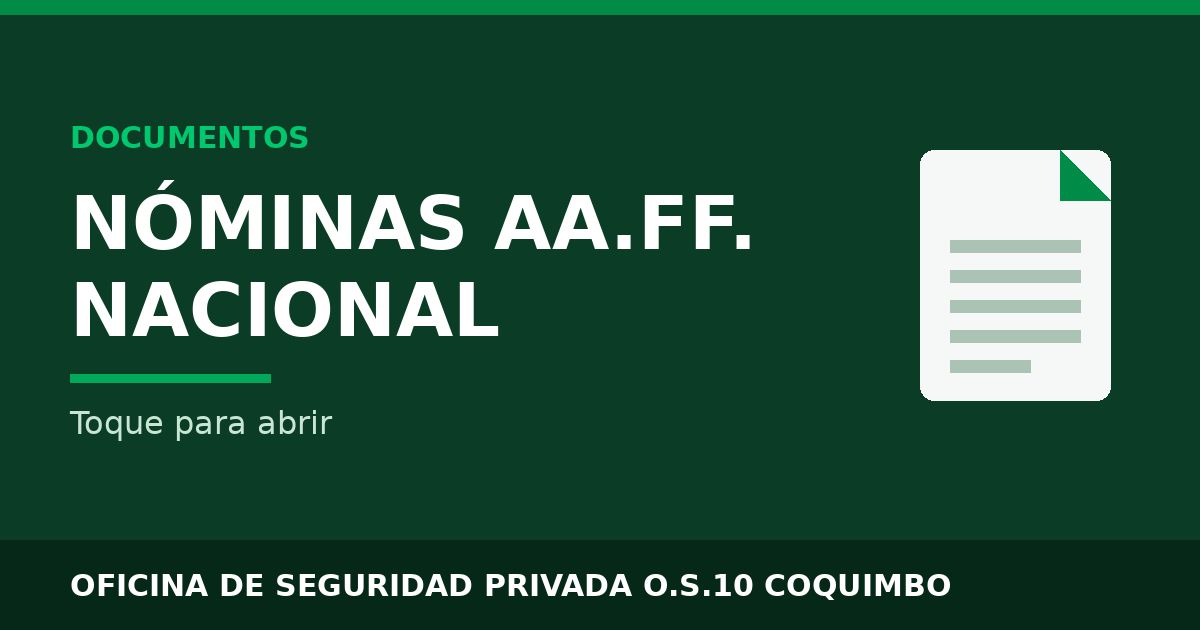 DOCUMENTOS
NÓMINAS AA.FF.
NACIONAL
Toque para abrir
OFICINA DE SEGURIDAD PRIVADA O.S.10 COQUIMBO